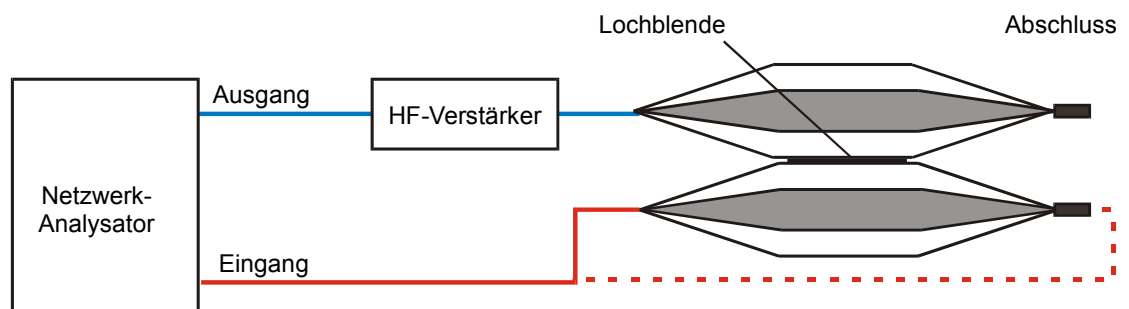 Lochblende
Abschluss
Ausgang
HF-Verstärker
Netzwerk-
Analysator
Eingang